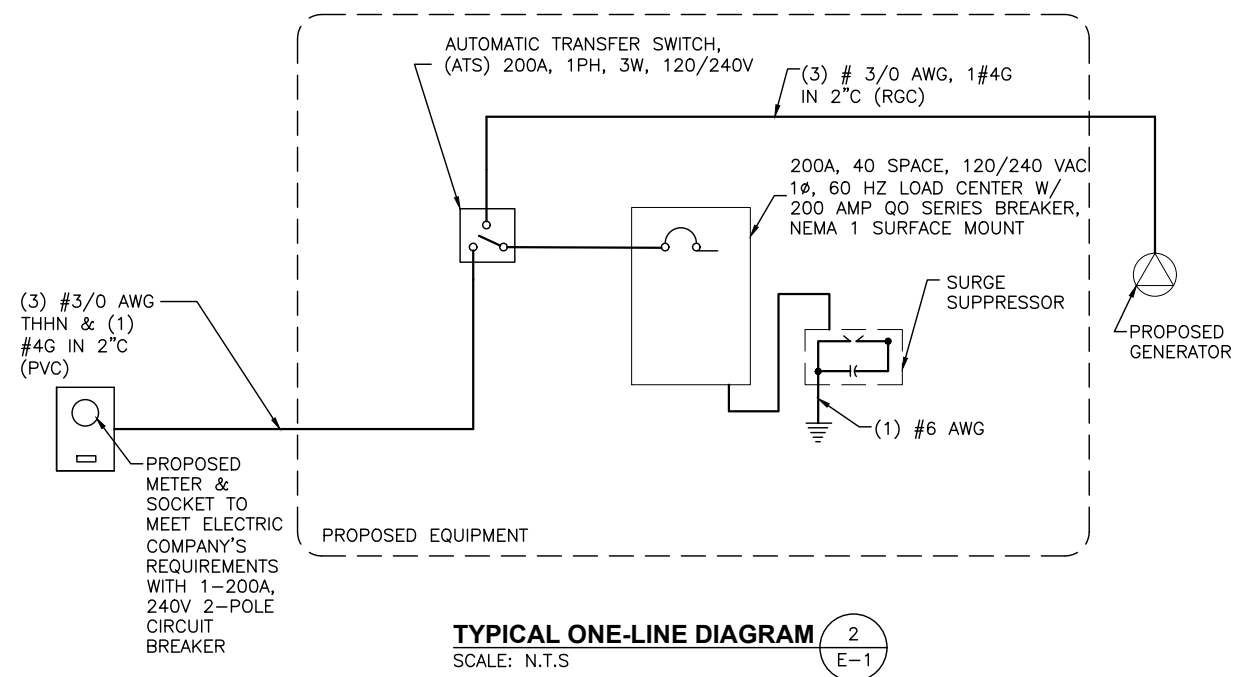 AUTOMATIC TRANSFER SWITCH,
(ATS) 200A, 1PH, 3W, 120/240V
(3) # 3/0 AWG, 1#4G
IN 2"C (RGC)
200A, 40 SPACE, 120/240 VAC
1ø, 60 HZ LOAD CENTER W/
200 AMP QO SERIES BREAKER,
NEMA 1 SURFACE MOUNT
SURGE
SUPPRESSOR
PROPOSED
GENERATOR
(3) #3/0 AWG
THHN & (1)
#4G IN 2"C
(PVC)
(1) #6 AWG
PROPOSED
METER &
SOCKET TO
MEET ELECTRIC
COMPANY'S
REQUIREMENTS
WITH 1-200A,
240V 2-POLE
CIRCUIT
BREAKER
PROPOSED EQUIPMENT
TYPICAL ONE-LINE DIAGRAM
SCALE: N.T.S
2
E-1